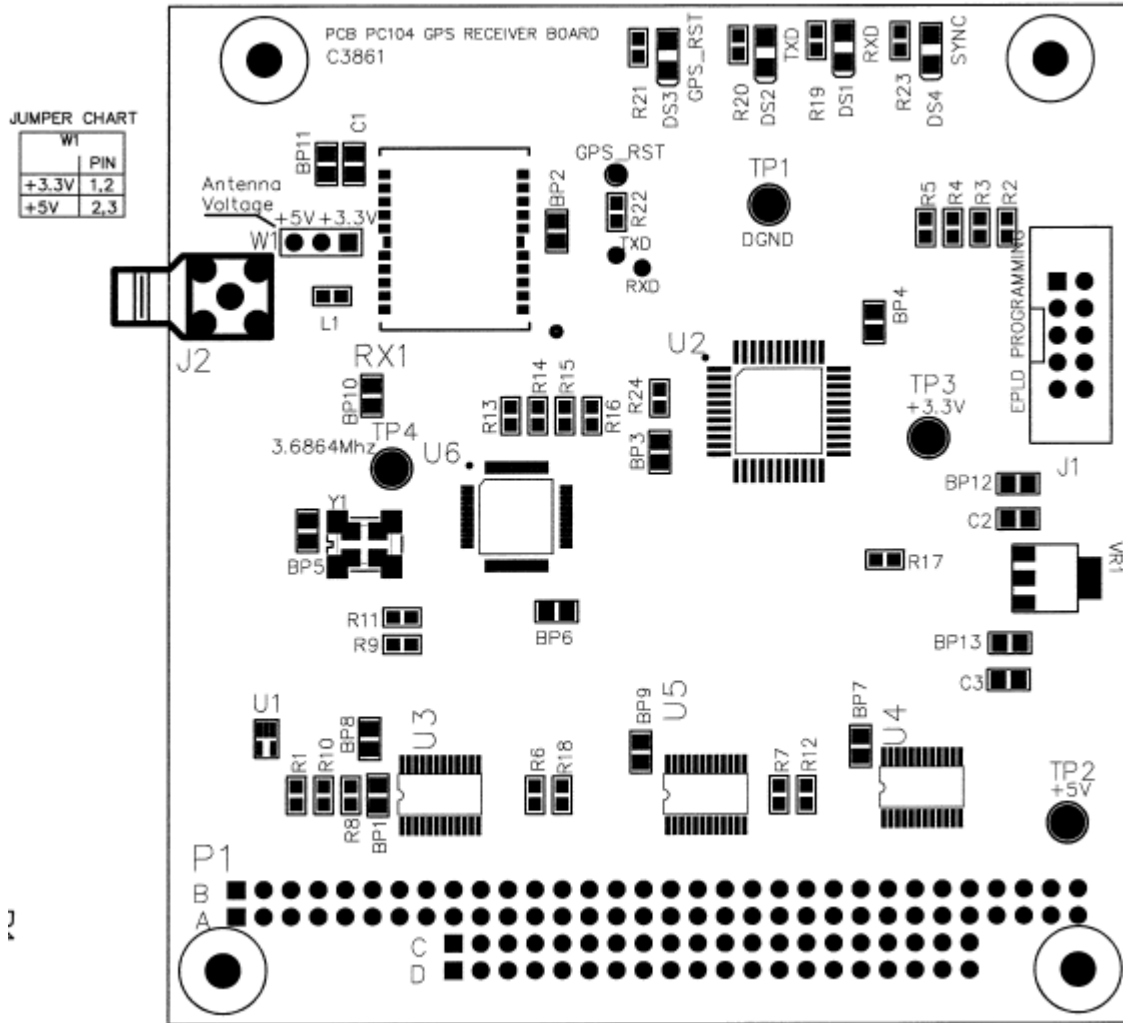 PCB PC104 GPS RECEIVER BOARD
C3861
R21
DS3
GPS_RST
R20
DS2
TXD
R19
DS1
RXD
R23
DS4
SYNC
JUMPER CHART
W1
PIN
+3.3V 1,2
+5V 2,3
BP11
C1
Antenna
Voltage
+5V +3.3V
W1
BP2
GPS_RST
R22
TXD
RXD
TP1
DGND
R5
R4
R3
R2
L1
J2
RX1
BP4
EPLD PROGRAMMING
J1
U2
BP10
R13
R14
R15
R16
R24
BP3
TP3
+3.3V
TP4
3.6864Mhz
U6
BP12
C2
Y1
BP5
R17
VR1
R11
R9
BP6
BP13
C3
U1
BP8
U3
BP9
U5
BP7
U4
R1
R10
R8
BP1
R6
R18
R7
R12
TP2
+5V
P1
B
A
C
D